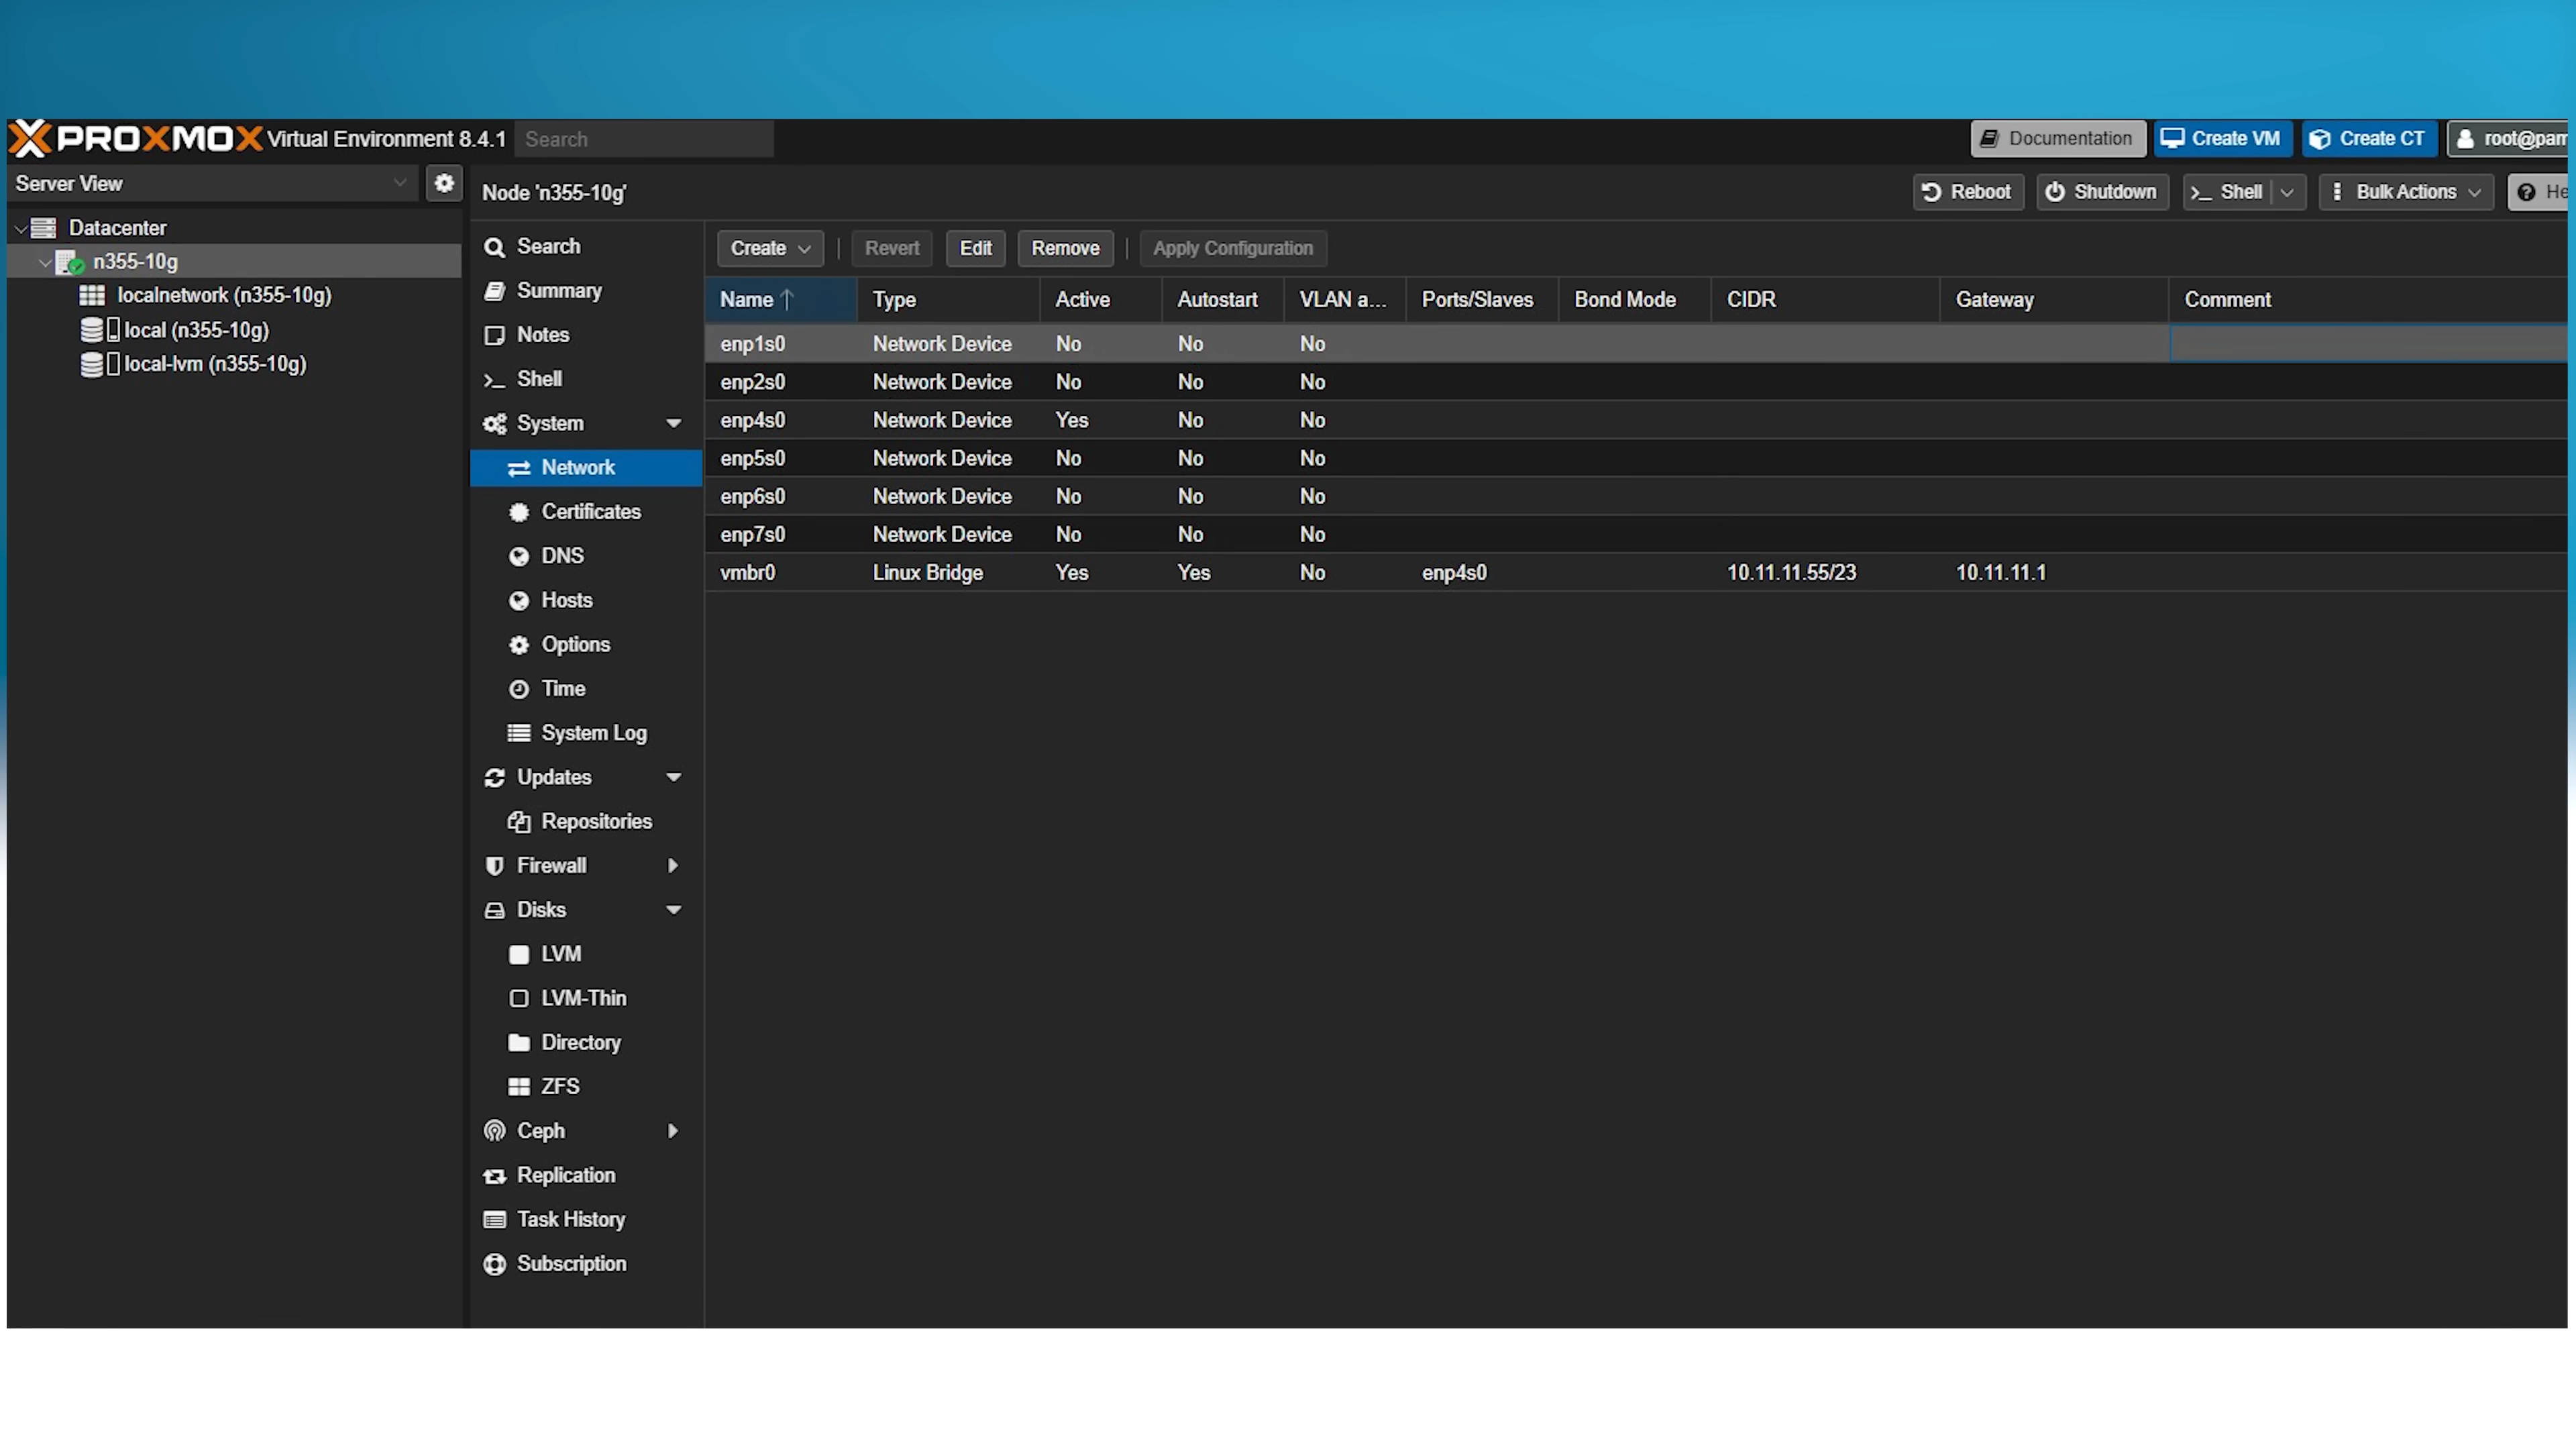 PROXMOX Virtual Environment 8.4.1 Search Documentation Create VM Create CT root@pam
Server View
Node 'n355-10g' Reboot Shutdown Shell Bulk Actions He
Datacenter
n355-10g
localnetwork (n355-10g)
local (n355-10g)
local-lvm (n355-10g)
Search
Summary
Notes
Shell
System
Network
Certificates
DNS
Hosts
Options
Time
System Log
Updates
Repositories
Firewall
Disks
LVM
LVM-Thin
Directory
ZFS
Ceph
Replication
Task History
Subscription
Create Revert Edit Remove Apply Configuration
Name Type Active Autostart VLAN a... Ports/Slaves Bond Mode CIDR Gateway Comment
enp1s0 Network Device No No No
enp2s0 Network Device No No No
enp4s0 Network Device Yes No No
enp5s0 Network Device No No No
enp6s0 Network Device No No No
enp7s0 Network Device No No No
vmbr0 Linux Bridge Yes Yes No enp4s0 10.11.11.55/23 10.11.11.1